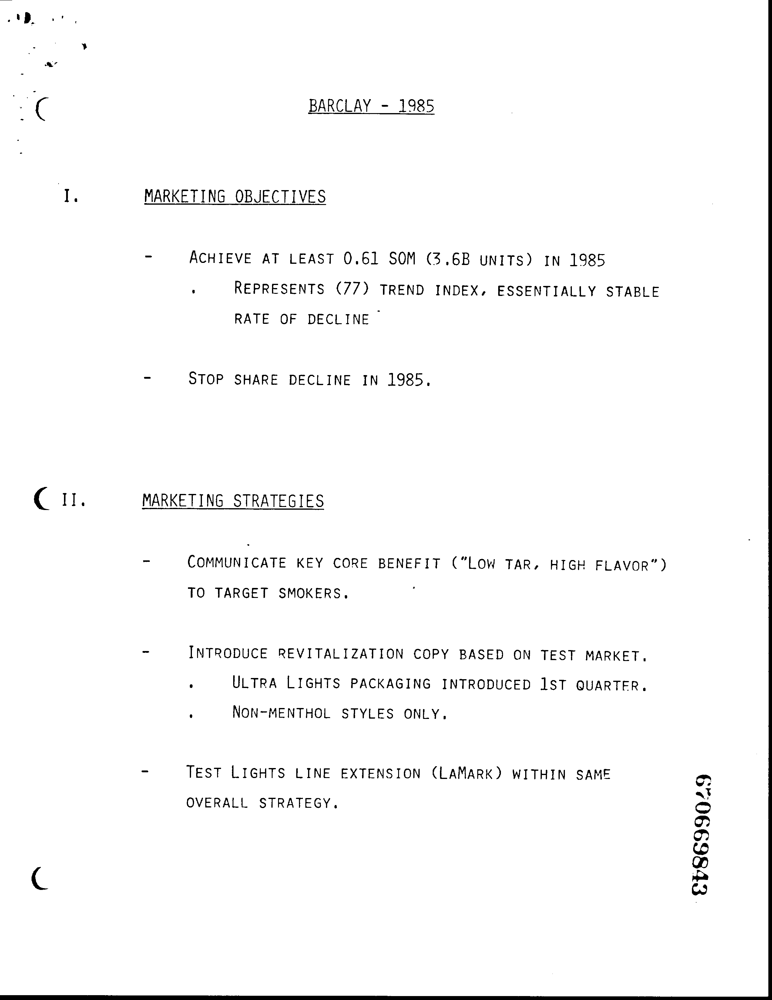 BARCLAY - 1985
I. MARKETING OBJECTIVES
- ACHIEVE AT LEAST 0.61 SOM (3.6B UNITS) IN 1985
. REPRESENTS (77) TREND INDEX, ESSENTIALLY STABLE
RATE OF DECLINE
- STOP SHARE DECLINE IN 1985.
II. MARKETING STRATEGIES
- COMMUNICATE KEY CORE BENEFIT ("LOW TAR, HIGH FLAVOR")
TO TARGET SMOKERS.
- INTRODUCE REVITALIZATION COPY BASED ON TEST MARKET.
. ULTRA LIGHTS PACKAGING INTRODUCED 1ST QUARTER.
. NON-MENTHOL STYLES ONLY.
- TEST LIGHTS LINE EXTENSION (LAMARK) WITHIN SAME
OVERALL STRATEGY.
670669843